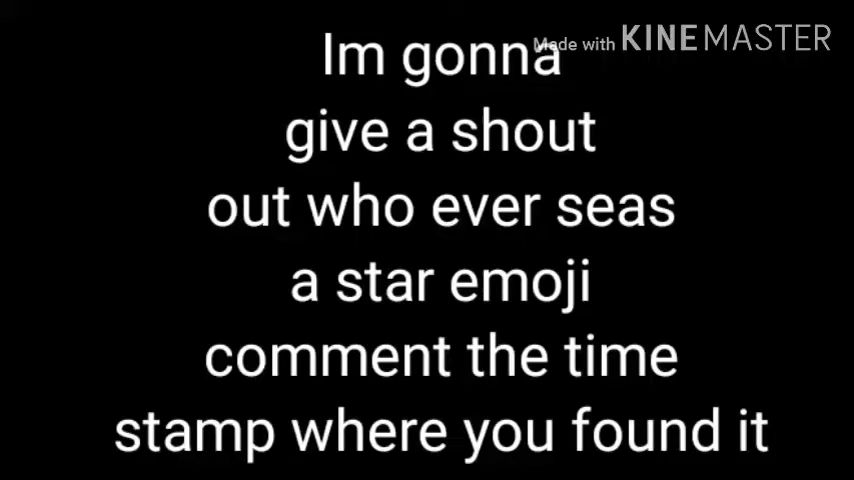 Im gonna
Made with KINEMASTER
give a shout
out who ever seas
a star emoji
comment the time
stamp where you found it